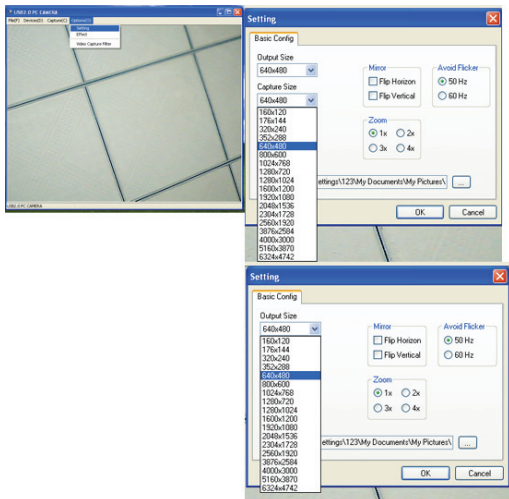 USB2.0 PC CAMERA
File(F) Devices(D) Capture(C) Options(O)
Setting
Effect
Video Capture Filter
USB2.0 PC CAMERA
Setting
Basic Config
Output Size
640x480
Capture Size
640x480
160x120
176x144
320x240
352x288
640x480
800x600
1024x768
1280x720
1280x1024
1600x1200
1920x1080
2048x1536
2304x1728
2560x1920
3876x2584
4000x3000
5160x3870
6324x4742
Mirror
Flip Horizon
Flip Vertical
Avoid Flicker
50 Hz
60 Hz
Zoom
1x 2x
3x 4x
ettings\123\My Documents\My Pictures\ ...
OK Cancel
Setting
Basic Config
Output Size
640x480
160x120
176x144
320x240
352x288
640x480
800x600
1024x768
1280x720
1280x1024
1600x1200
1920x1080
2048x1536
2304x1728
2560x1920
3876x2584
4000x3000
5160x3870
6324x4742
Mirror
Flip Horizon
Flip Vertical
Avoid Flicker
50 Hz
60 Hz
Zoom
1x 2x
3x 4x
ettings\123\My Documents\My Pictures\ ...
OK Cancel